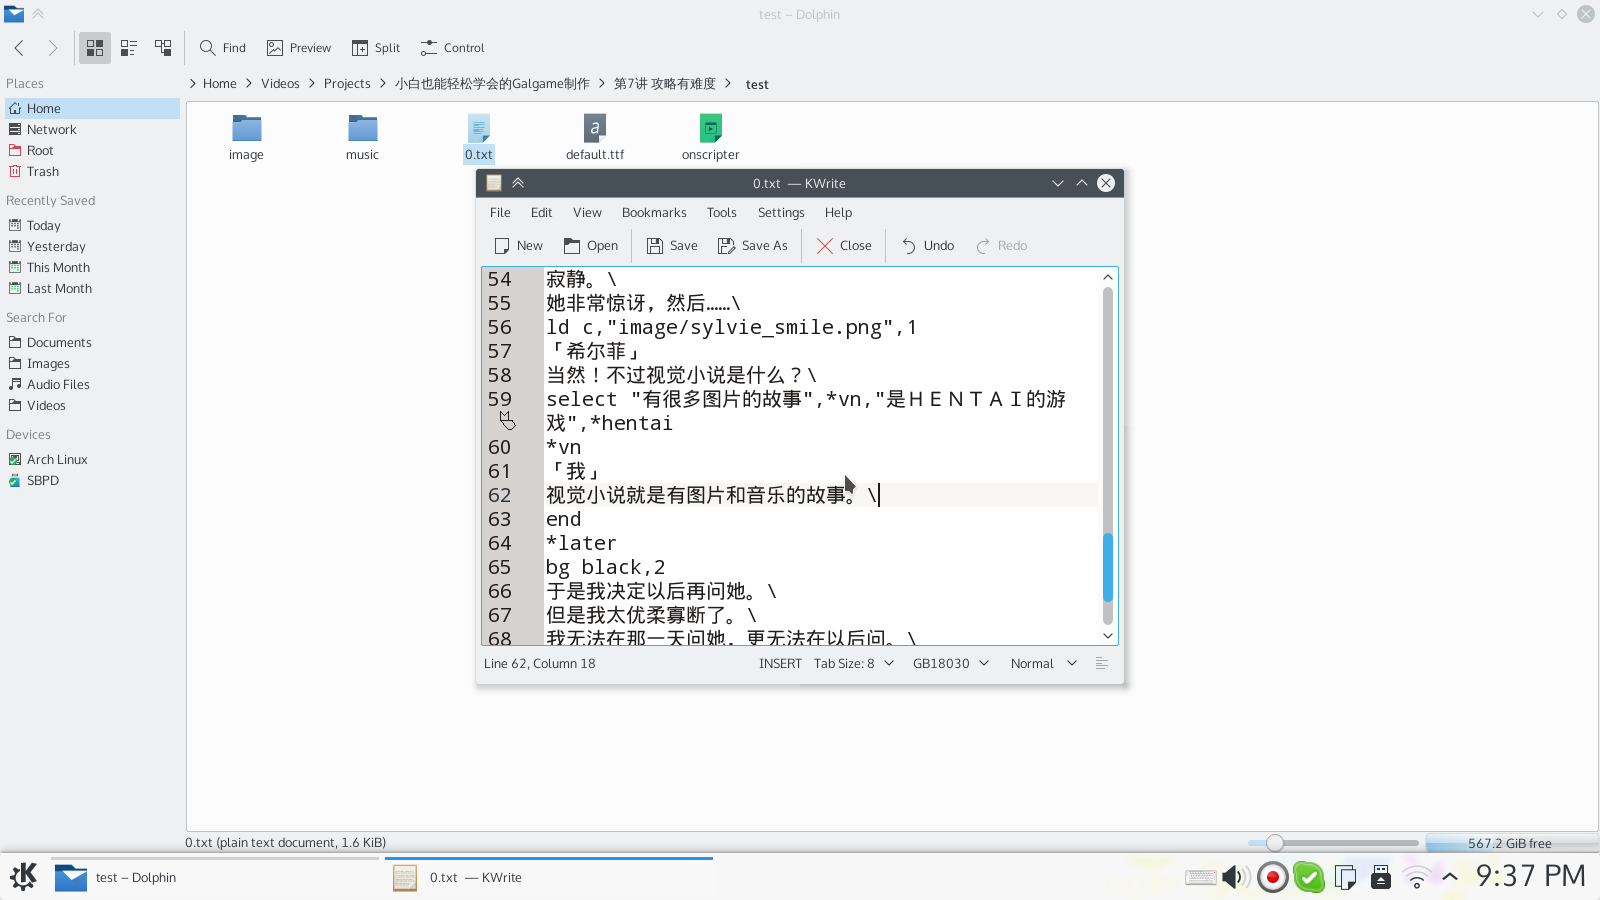 test – Dolphin
Find Preview Split Control
Places
Home
Network
Root
Trash
Recently Saved
Today
Yesterday
This Month
Last Month
Search For
Documents
Images
Audio Files
Videos
Devices
Arch Linux
SBPD
Home Videos Projects 小白也能轻松学会的Galgame制作 第7讲 攻略有难度 test
image music 0.txt default.ttf onscripter
0.txt — KWrite
File Edit View Bookmarks Tools Settings Help
New Open Save Save As Close Undo Redo
54 寂静。\
55 她非常惊讶，然后……\
56 ld c,"image/sylvie_smile.png",1
57 「希尔菲」
58 当然！不过视觉小说是什么？\
59 select "有很多图片的故事",*vn,"是ＨＥＮＴＡＩ的游
戏",*hentai
60 *vn
61 「我」
62 视觉小说就是有图片和音乐的故事。\
63 end
64 *later
65 bg black,2
66 于是我决定以后再问她。\
67 但是我太优柔寡断了。\
68 我无法在那一天问她，更无法在以后问。\
Line 62, Column 18 INSERT Tab Size: 8 GB18030 Normal
0.txt (plain text document, 1.6 KiB) 567.2 GiB free
test – Dolphin 0.txt — KWrite 9:37 PM